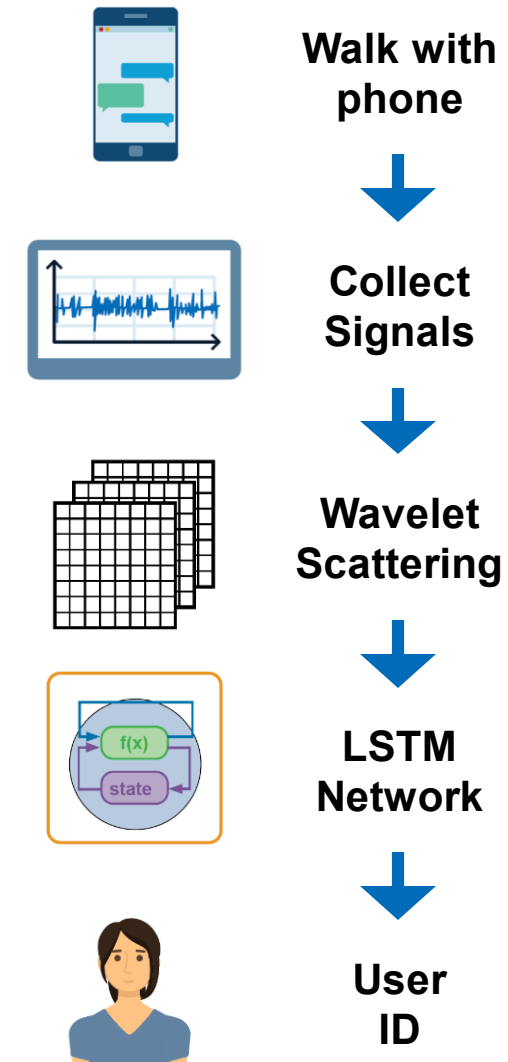 Walk with
phone
Collect
Signals
Wavelet
Scattering
f(x)
state
LSTM
Network
User
ID